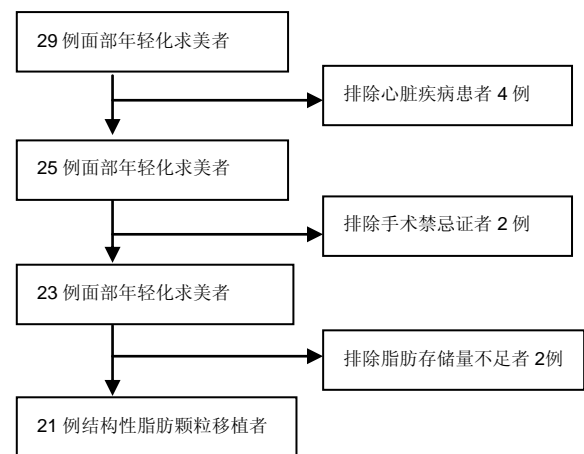 29 例面部年轻化求美者
排除心脏疾病患者 4 例
25 例面部年轻化求美者
排除手术禁忌证者 2 例
23 例面部年轻化求美者
排除脂肪存储量不足者 2例
21 例结构性脂肪颗粒移植者